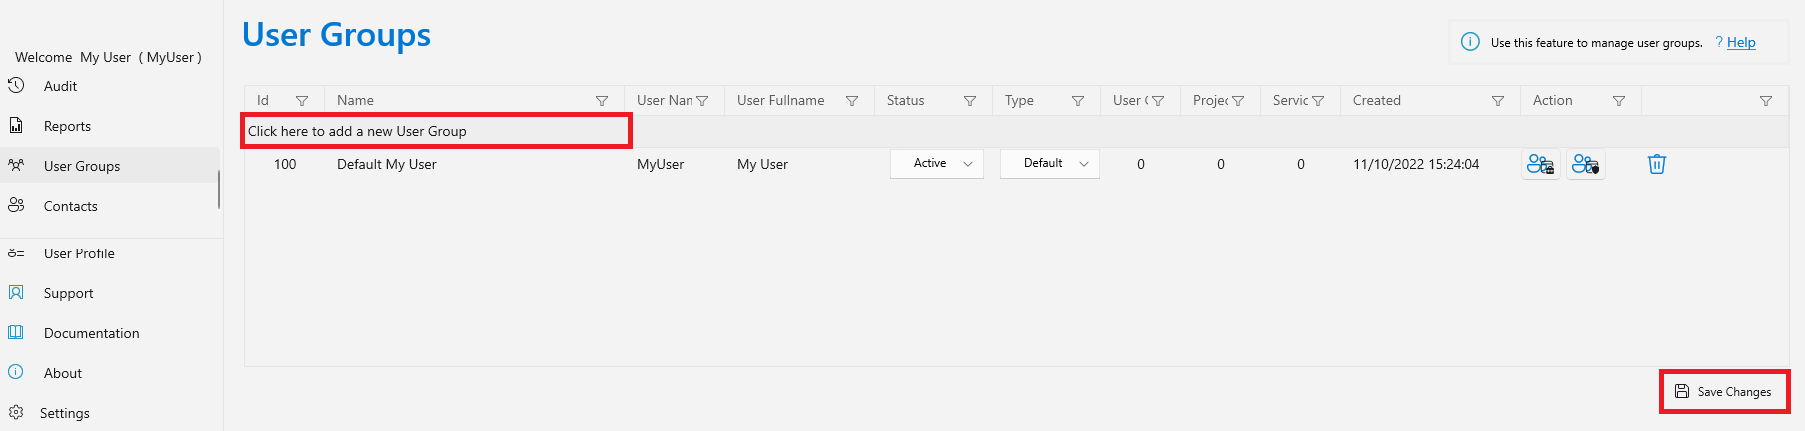 Welcome My User ( MyUser )
Audit
Reports
User Groups
Contacts
User Profile
Support
Documentation
About
Settings
User Groups
Use this feature to manage user groups. ? Help
Id Name User Nan User Fullname Status Type User ( Projec Servic Created Action
Click here to add a new User Group
100 Default My User MyUser My User Active Default 0 0 0 11/10/2022 15:24:04
Save Changes